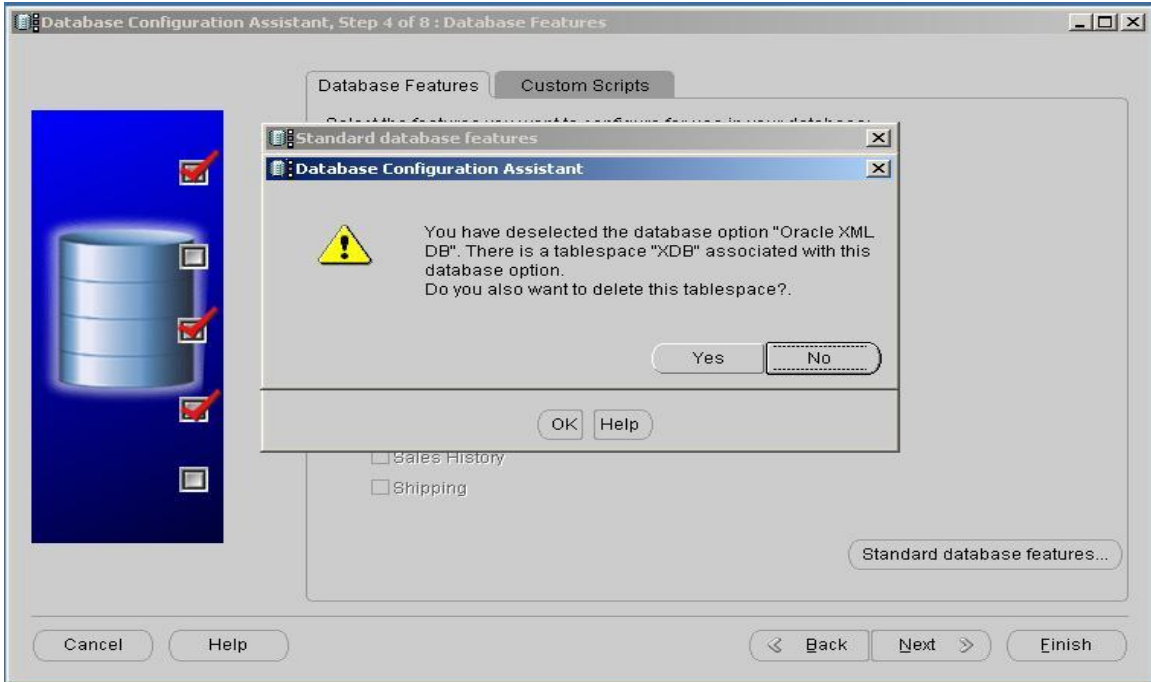 Database Configuration Assistant, Step 4 of 8 : Database Features
Database Features
Custom Scripts
Standard database features
Database Configuration Assistant
You have deselected the database option "Oracle XML
DB". There is a tablespace "XDB" associated with this
database option.
Do you also want to delete this tablespace?.
Yes
No
OK
Help
Sales History
Shipping
Standard database features...
Cancel
Help
Back
Next
Finish